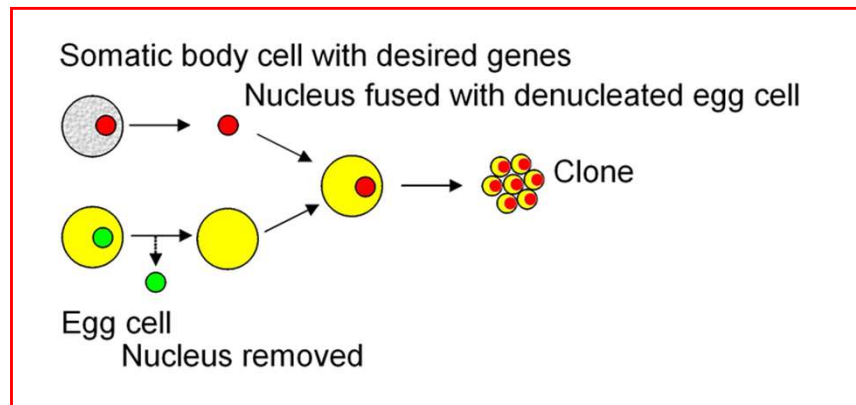 Somatic body cell with desired genes
Nucleus fused with denucleated egg cell
Clone
Egg cell
Nucleus removed